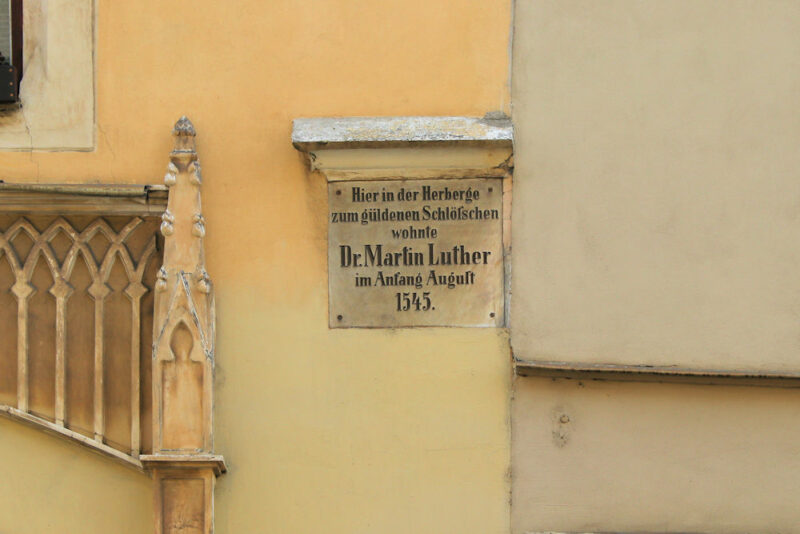 Hier in der Herberge
zum güldenen Schlöſschen
wohnte
Dr. Martin Luther
im Anfang Auguſt
1545.